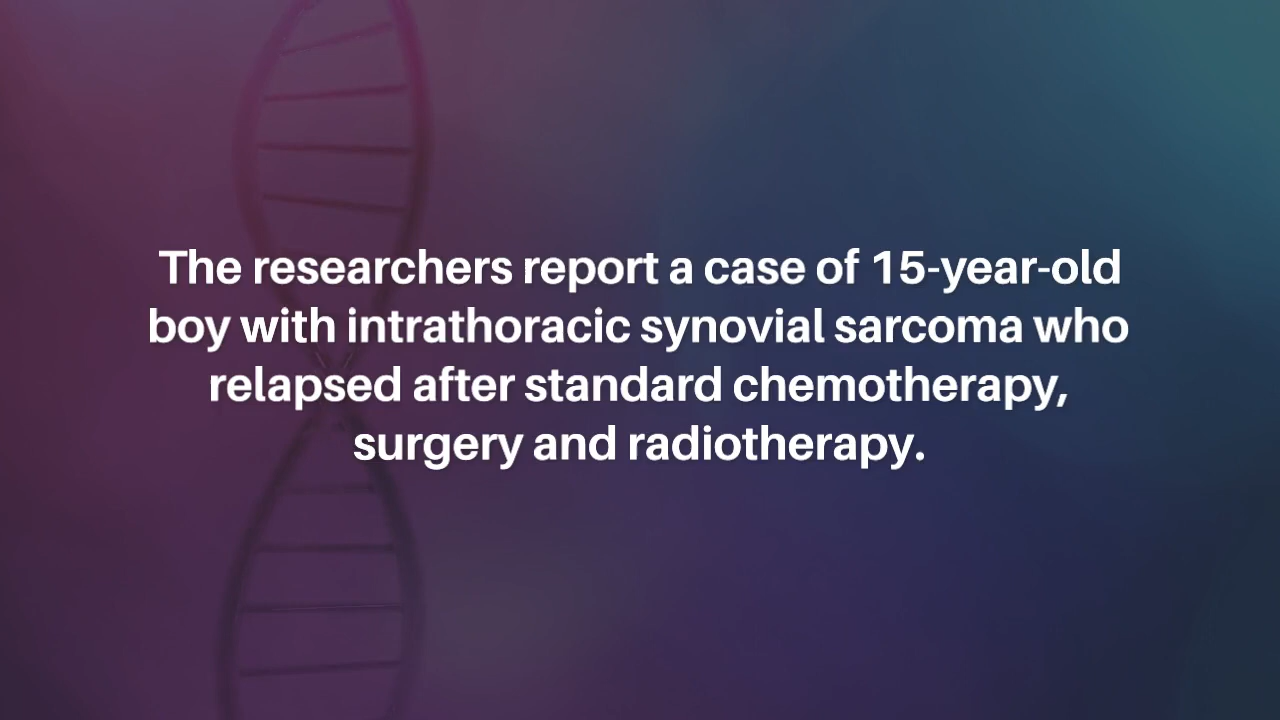 The researchers report a case of 15-year-old
boy with intrathoracic synovial sarcoma who
relapsed after standard chemotherapy,
surgery and radiotherapy.